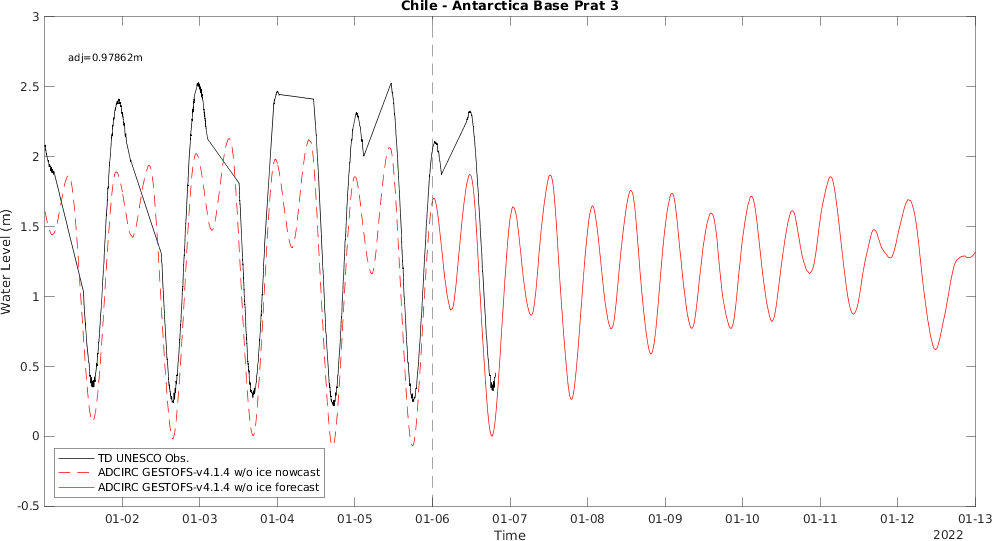 Chile - Antarctica Base Prat 3
adj=0.97862m
Water Level (m)
3
2.5
2
1.5
1
0.5
0
-0.5
TD UNESCO Obs.
ADCIRC GESTOFS-v4.1.4 w/o ice nowcast
ADCIRC GESTOFS-v4.1.4 w/o ice forecast
01-02 01-03 01-04 01-05 01-06 01-07 01-08 01-09 01-10 01-11 01-12 01-13
Time
2022